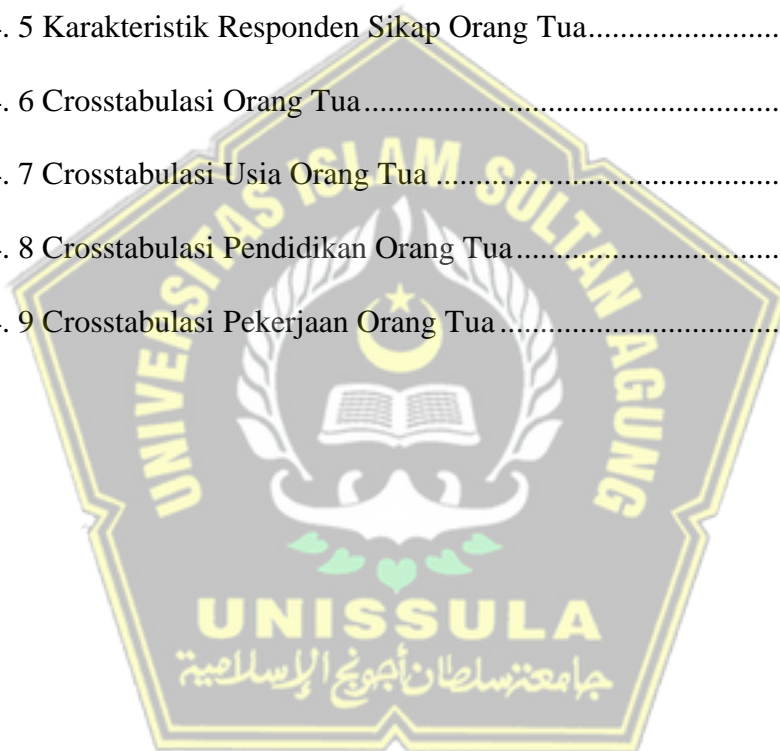 . 5 Karakteristik Responden Sikap Orang Tua.......................
. 6 Crosstabulasi Orang Tua...................................................
. 7 Crosstabulasi Usia Orang Tua..........................................
. 8 Crosstabulasi Pendidikan Orang Tua................................
. 9 Crosstabulasi Pekerjaan Orang Tua..................................
UNIVERSITAS ISLAM SULTAN AGUNG
UNISSULA
جامعة سلطان أجونج الإسلامية